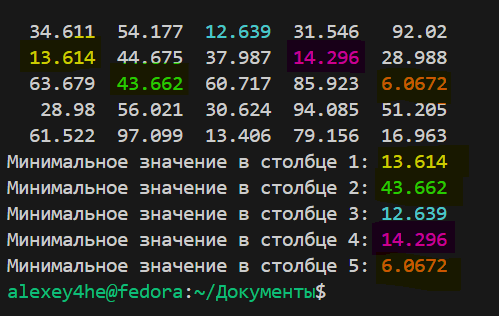 34.611 54.177 12.639 31.546 92.02
13.614 44.675 37.987 14.296 28.988
63.679 43.662 60.717 85.923 6.0672
28.98 56.021 30.624 94.085 51.205
61.522 97.099 13.406 79.156 16.963
Минимальное значение в столбце 1: 13.614
Минимальное значение в столбце 2: 43.662
Минимальное значение в столбце 3: 12.639
Минимальное значение в столбце 4: 14.296
Минимальное значение в столбце 5: 6.0672
alexey4he@fedora:~/Документы$